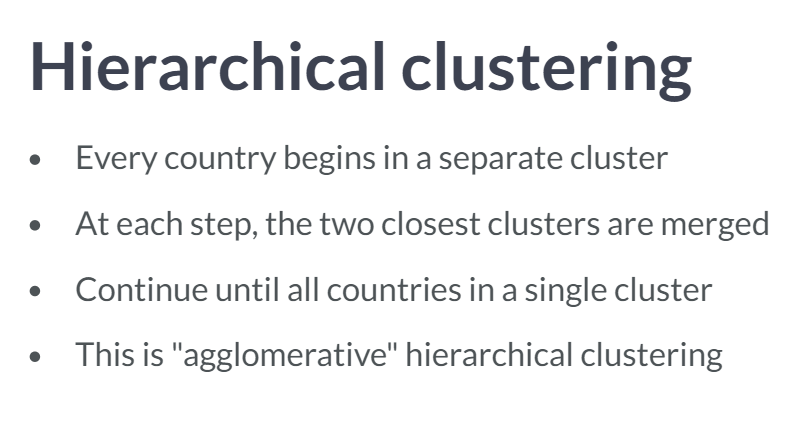 Hierarchical clustering
• Every country begins in a separate cluster
• At each step, the two closest clusters are merged
• Continue until all countries in a single cluster
• This is "agglomerative" hierarchical clustering